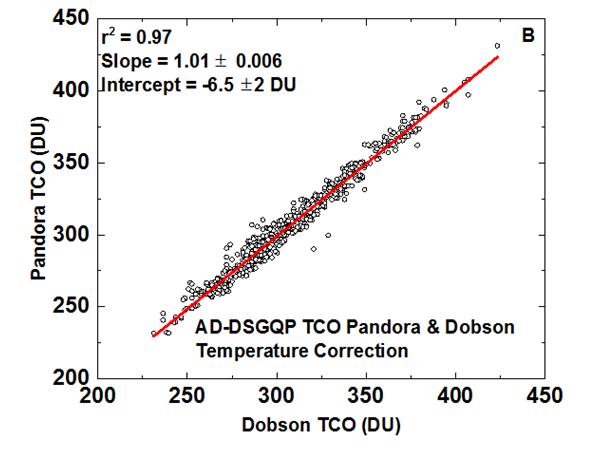 B
r² = 0.97
Slope = 1.01 ± 0.006
Intercept = -6.5 ±2 DU
450
400
350
300
250
200
Pandora TCO (DU)
AD-DSGQP TCO Pandora & Dobson
Temperature Correction
200 250 300 350 400 450
Dobson TCO (DU)